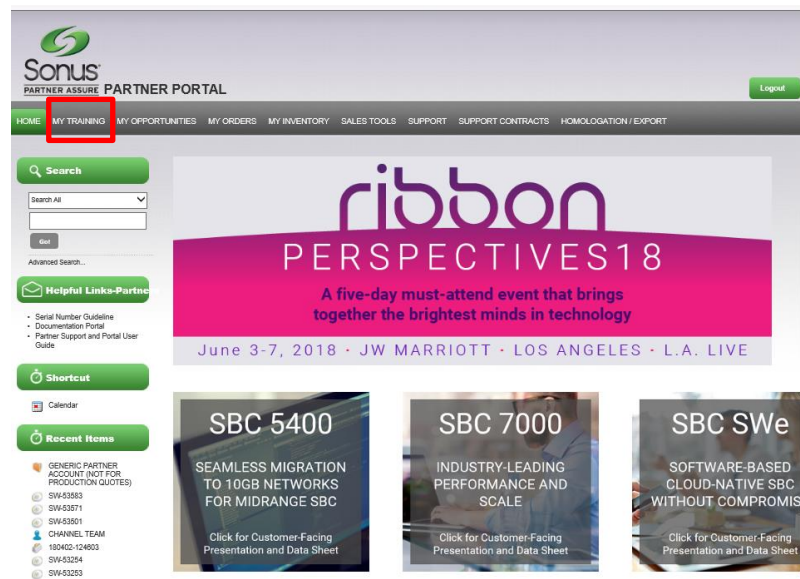 Sonus
PARTNER ASSURE PARTNER PORTAL
Logout
HOME MY TRAINING MY OPPORTUNITIES MY ORDERS MY INVENTORY SALES TOOLS SUPPORT SUPPORT CONTRACTS HOMOLOGATION / EXPORT
Search
Search All
Go!
Advanced Search...
Helpful Links-Partne
• Serial Number Guideline
• Documentation Portal
• Partner Support and Portal User
Guide
Shortcut
Calendar
Recent Items
GENERIC PARTNER
ACCOUNT (NOT FOR
PRODUCTION QUOTES)
SW-53583
SW-53571
SW-53501
CHANNEL TEAM
180402-124603
SW-53254
SW-53253
ribbon
PERSPECTIVES18
A five-day must-attend event that brings
together the brightest minds in technology
June 3-7, 2018 · JW MARRIOTT · LOS ANGELES · L.A. LIVE
SBC 5400
SEAMLESS MIGRATION
TO 10GB NETWORKS
FOR MIDRANGE SBC
Click for Customer-Facing
Presentation and Data Sheet
SBC 7000
INDUSTRY-LEADING
PERFORMANCE AND
SCALE
Click for Customer-Facing
Presentation and Data Sheet
SBC SWe
SOFTWARE-BASED
CLOUD-NATIVE SBC
WITHOUT COMPROMIS
Click for Customer-Facing
Presentation and Data Sheet